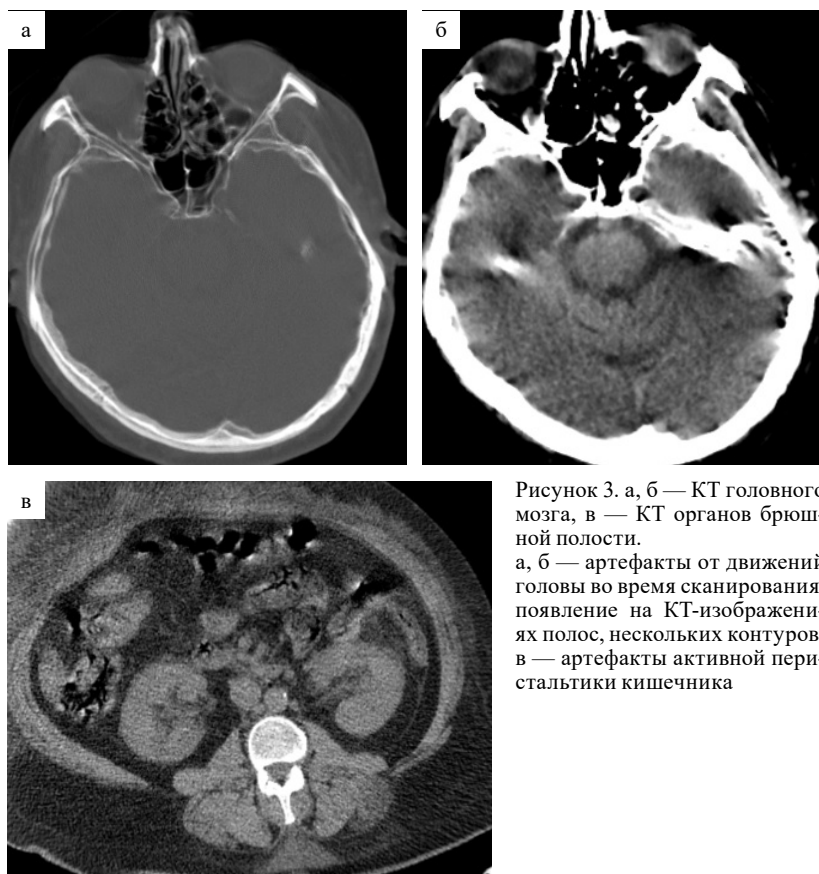 а
б
в
Рисунок 3. а, б — КТ головного
мозга, в — КТ органов брюш-
ной полости.
а, б — артефакты от движений
головы во время сканирования,
появление на КТ-изображени-
ях полос, нескольких контуров;
в — артефакты активной пери-
стальтики кишечника